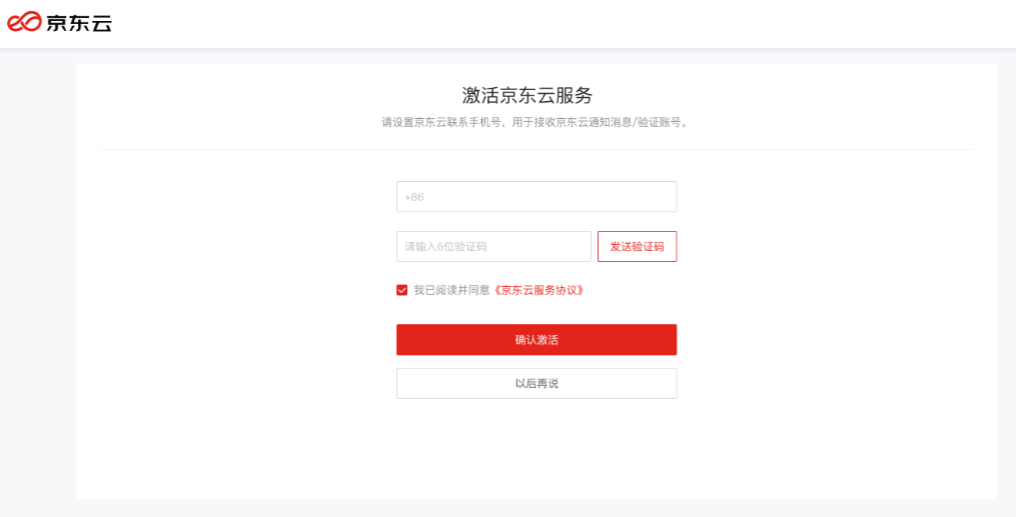 京东云
激活京东云服务
请设置京东云联系手机号，用于接收京东云通知消息/验证账号。
+86
请输入6位验证码 发送验证码
我已阅读并同意《京东云服务协议》
确认激活
以后再说